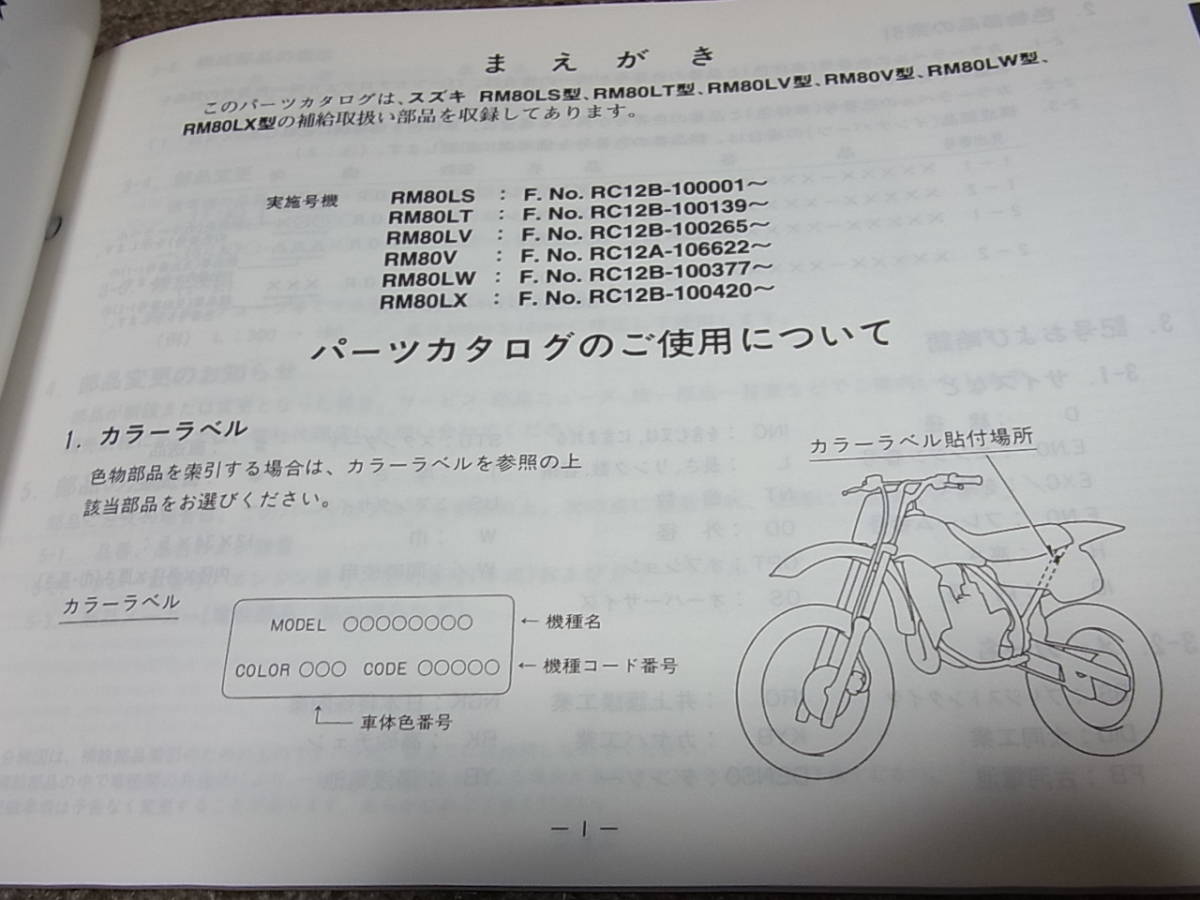 まえがき
このパーツカタログは、スズキ RM80LS型、RM80LT型、RM80LV型、RM80V型、RM80LW型、
RM80LX型の補給取扱い部品を収録してあります。
実施号機 RM80LS : F. No. RC12B-100001～
RM80LT : F. No. RC12B-100139～
RM80LV : F. No. RC12B-100265～
RM80V : F. No. RC12A-106622～
RM80LW : F. No. RC12B-100377～
RM80LX : F. No. RC12B-100420～
パーツカタログのご使用について
1. カラーラベル
色物部品を索引する場合は、カラーラベルを参照の上
該当部品をお選びください。
カラーラベル貼付場所
カラーラベル
MODEL ○○○○○○○○ ← 機種名
COLOR ○○○ CODE ○○○○○ ← 機種コード番号
車体色番号
― 1 ―